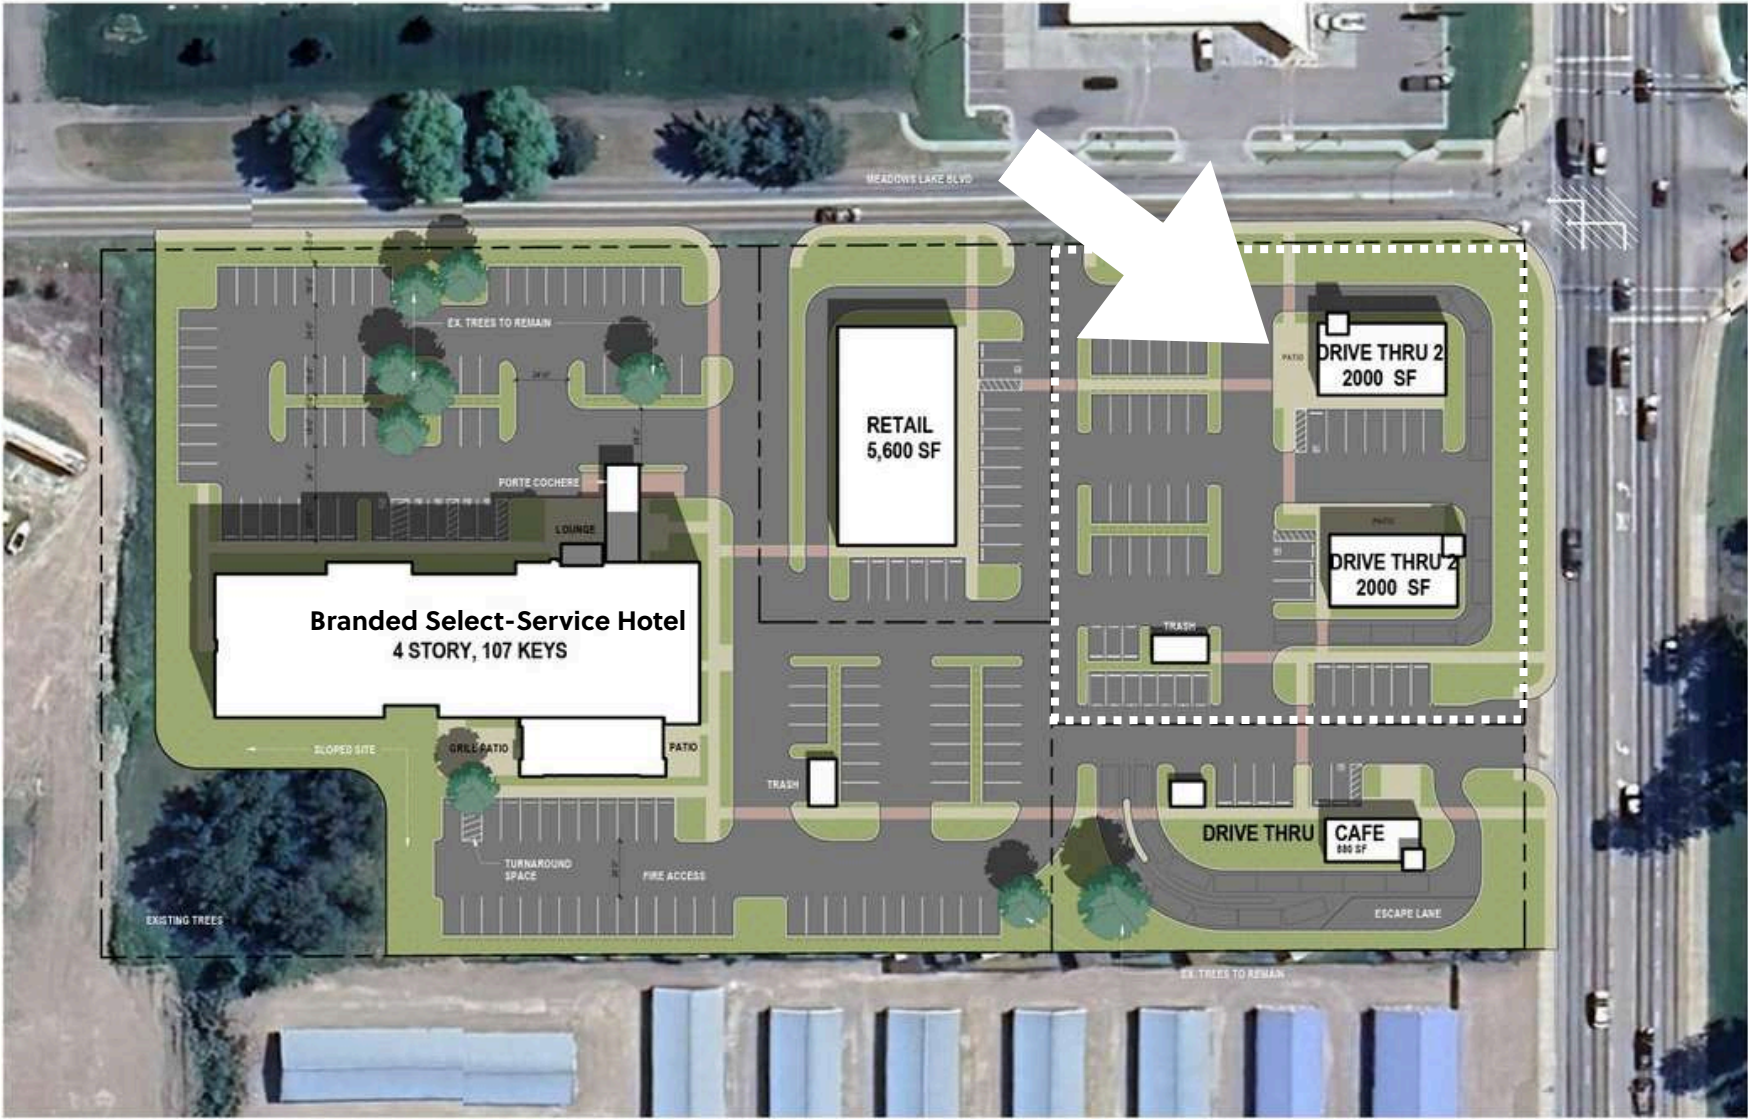 MEADOWS LAKE BLVD
EX. TREES TO REMAIN
PATIO
DRIVE THRU 2
2000 SF
RETAIL
5,600 SF
PORTE COCHERE
LOUNGE
PATIO
DRIVE THRU 2
2000 SF
Branded Select-Service Hotel
4 STORY, 107 KEYS
TRASH
SLOPED SITE
GRILL PATIO
PATIO
TRASH
DRIVE THRU
CAFE
880 SF
TURNAROUND
SPACE
FIRE ACCESS
EXISTING TREES
ESCAPE LANE
EX. TREES TO REMAIN